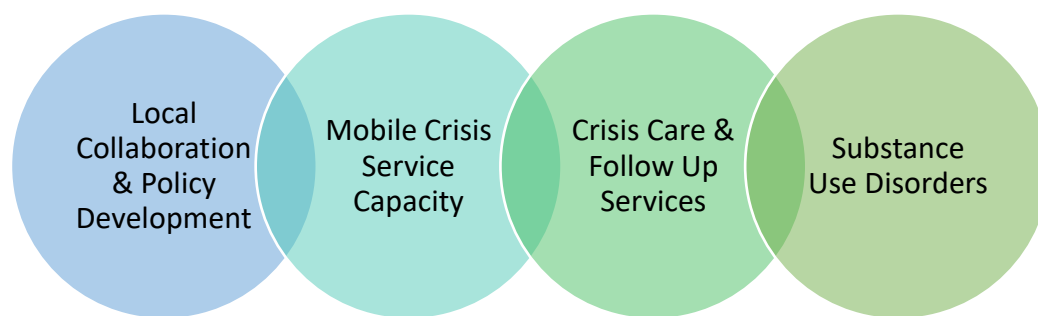 Local
Collaboration
& Policy
Development
Mobile Crisis
Service
Capacity
Crisis Care &
Follow Up
Services
Substance
Use Disorders